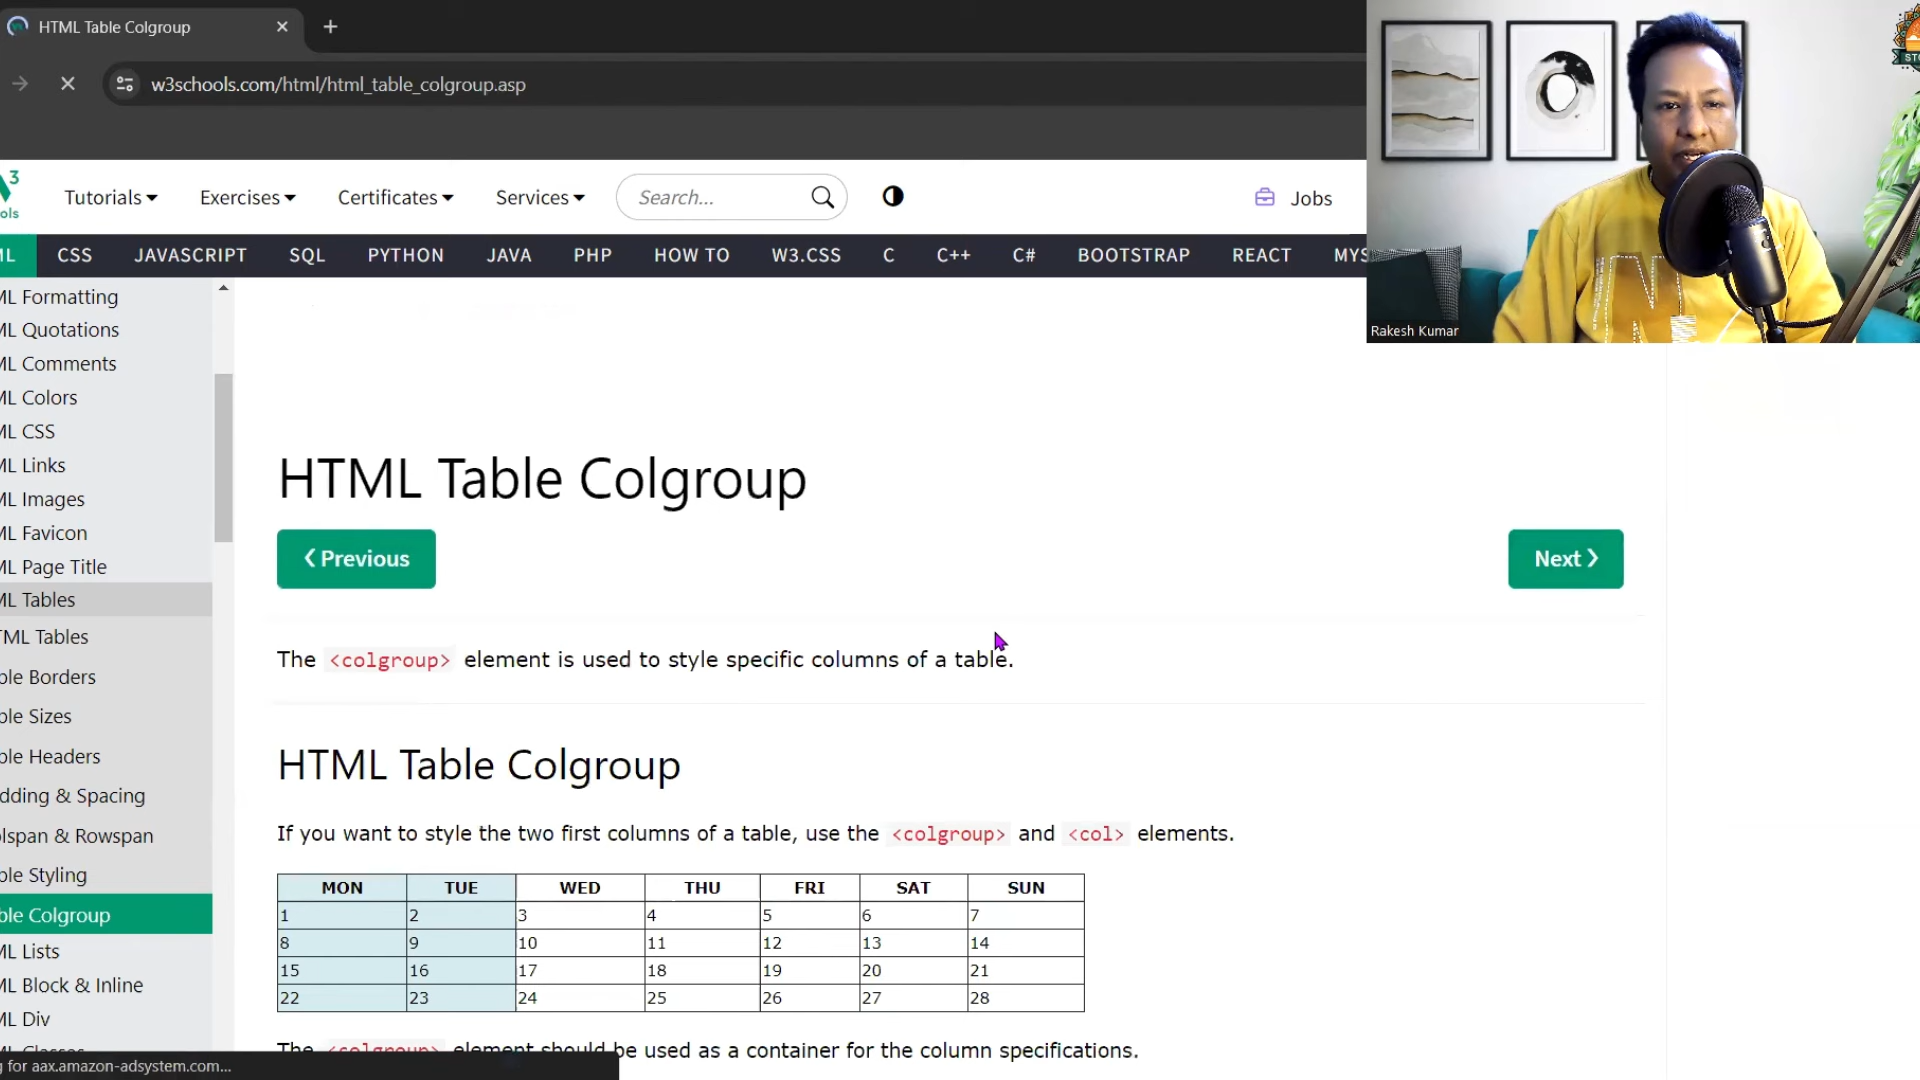 HTML Table Colgroup
w3schools.com/html/html_table_colgroup.asp
Tutorials
Exercises
Certificates
Services
Search...
Jobs
CSS
JAVASCRIPT
SQL
PYTHON
JAVA
PHP
HOW TO
W3.CSS
C
C++
C#
BOOTSTRAP
REACT
MYS
ML Formatting
ML Quotations
ML Comments
ML Colors
ML CSS
ML Links
ML Images
ML Favicon
ML Page Title
ML Tables
TML Tables
ble Borders
ble Sizes
ble Headers
dding & Spacing
olspan & Rowspan
ble Styling
ble Colgroup
ML Lists
ML Block & Inline
ML Div
Rakesh Kumar
HTML Table Colgroup
❮ Previous
Next ❯
The <colgroup> element is used to style specific columns of a table.
HTML Table Colgroup
If you want to style the two first columns of a table, use the <colgroup> and <col> elements.
MON TUE WED THU FRI SAT SUN
1 2 3 4 5 6 7
8 9 10 11 12 13 14
15 16 17 18 19 20 21
22 23 24 25 26 27 28
The <colgroup> element should be used as a container for the column specifications.
g for aax.amazon-adsystem.com...